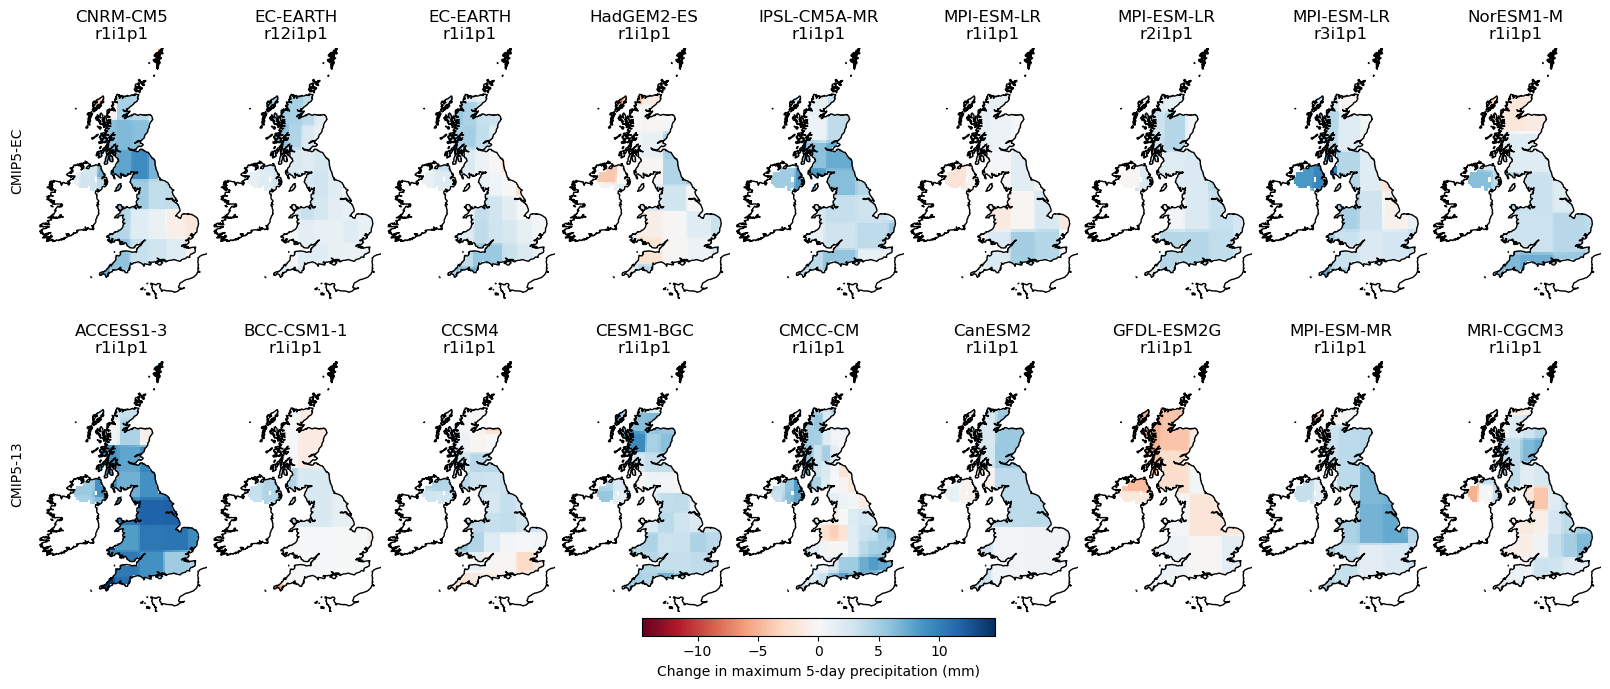 CNRM-CM5
r1i1p1
EC-EARTH
r12i1p1
EC-EARTH
r1i1p1
HadGEM2-ES
r1i1p1
IPSL-CM5A-MR
r1i1p1
MPI-ESM-LR
r1i1p1
MPI-ESM-LR
r2i1p1
MPI-ESM-LR
r3i1p1
NorESM1-M
r1i1p1
CMIP5-EC
ACCESS1-3
r1i1p1
BCC-CSM1-1
r1i1p1
CCSM4
r1i1p1
CESM1-BGC
r1i1p1
CMCC-CM
r1i1p1
CanESM2
r1i1p1
GFDL-ESM2G
r1i1p1
MPI-ESM-MR
r1i1p1
MRI-CGCM3
r1i1p1
CMIP5-13
−10 −5 0 5 10
Change in maximum 5-day precipitation (mm)